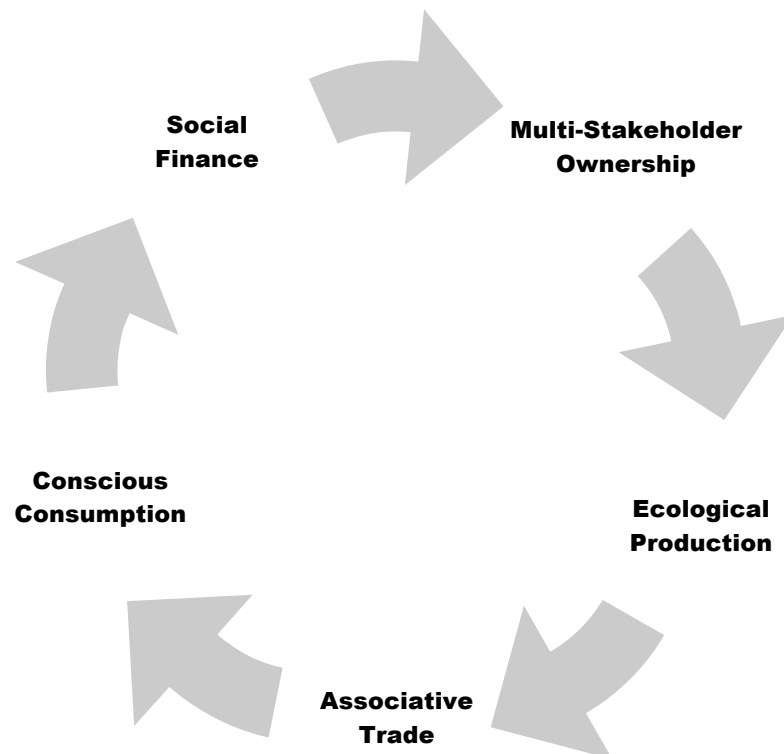 Social
Finance
Multi-Stakeholder
Ownership
Ecological
Production
Associative
Trade
Conscious
Consumption